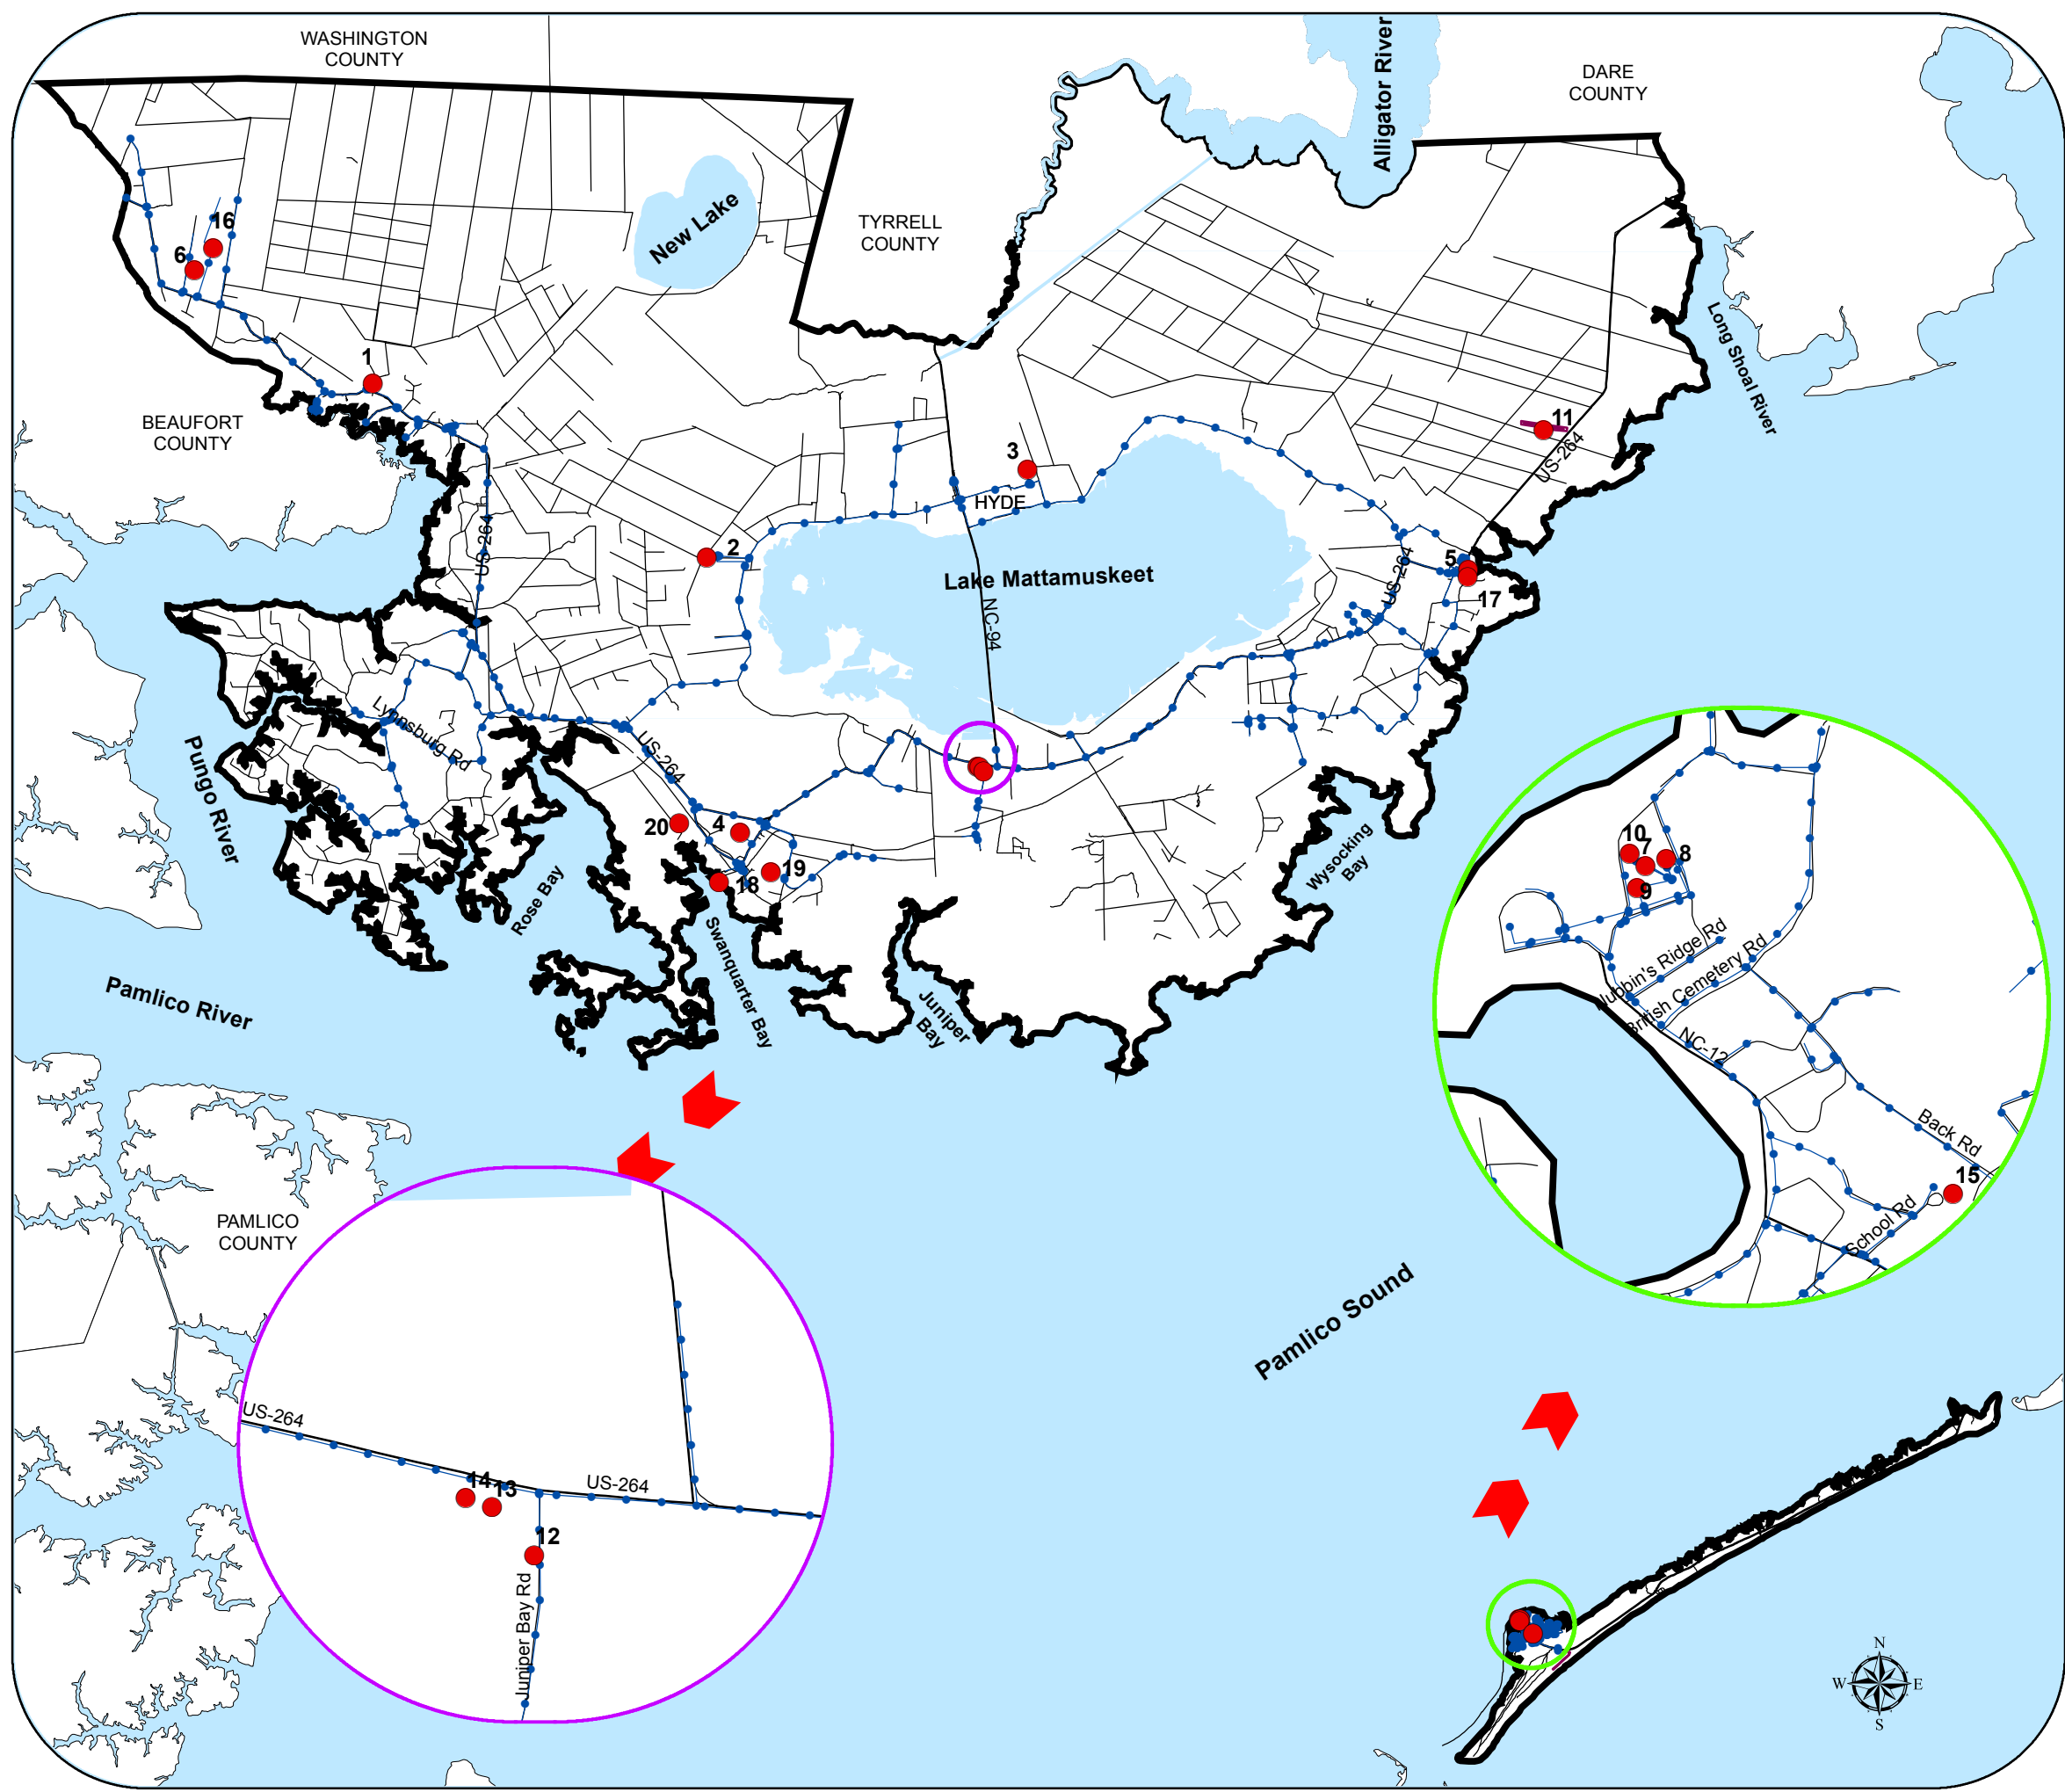 WASHINGTON
COUNTY
Alligator River
DARE
COUNTY
New Lake
TYRRELL
COUNTY
16
6
Long Shoal River
1
BEAUFORT
COUNTY
11
US-264
3
HYDE
US-264
2
Lake Mattamuskeet
NC-94
US-264
5
17
Lynnsburg Rd
US-264
Pungo River
20
4
19
18
Rose Bay
Swanquarter Bay
Juniper
Bay
Wysocking
Bay
Pamlico River
10
7
8
9
Nubbin's Ridge Rd
British Cemetery Rd
NC-12
Back Rd
15
School Rd
PAMLICO
COUNTY
Pamlico Sound
US-264
14
13
US-264
12
Juniper Bay Rd
N
W
E
S